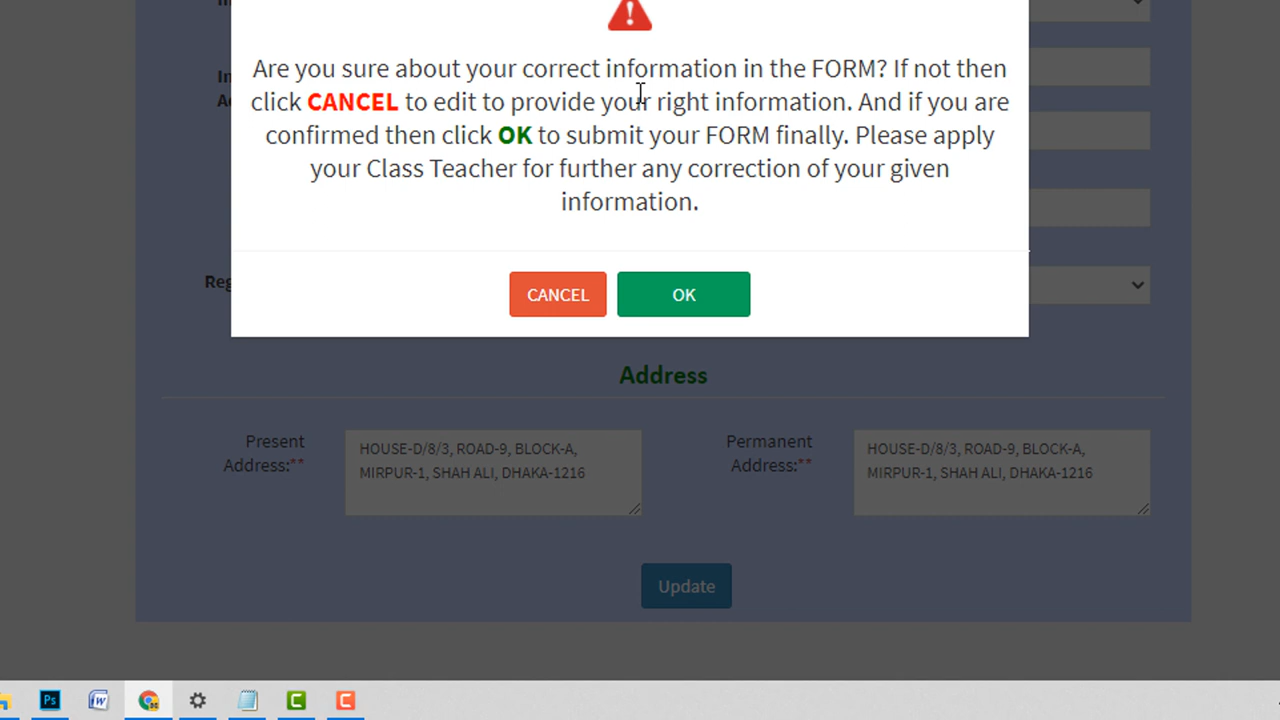 Are you sure about your correct information in the FORM? If not then
click CANCEL to edit to provide your right information. And if you are
confirmed then click OK to submit your FORM finally. Please apply
your Class Teacher for further any correction of your given
information.
Reg
CANCEL
OK
Address
Present
Address:**
HOUSE-D/8/3, ROAD-9, BLOCK-A,
MIRPUR-1, SHAH ALI, DHAKA-1216
Permanent
Address:**
HOUSE-D/8/3, ROAD-9, BLOCK-A,
MIRPUR-1, SHAH ALI, DHAKA-1216
Update
Ps